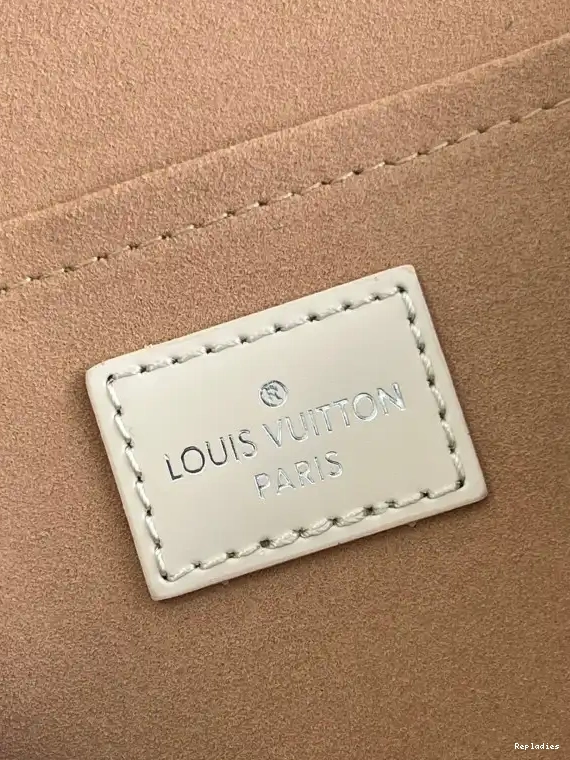 ®
LOUIS VUITTON
PARIS
Repladies